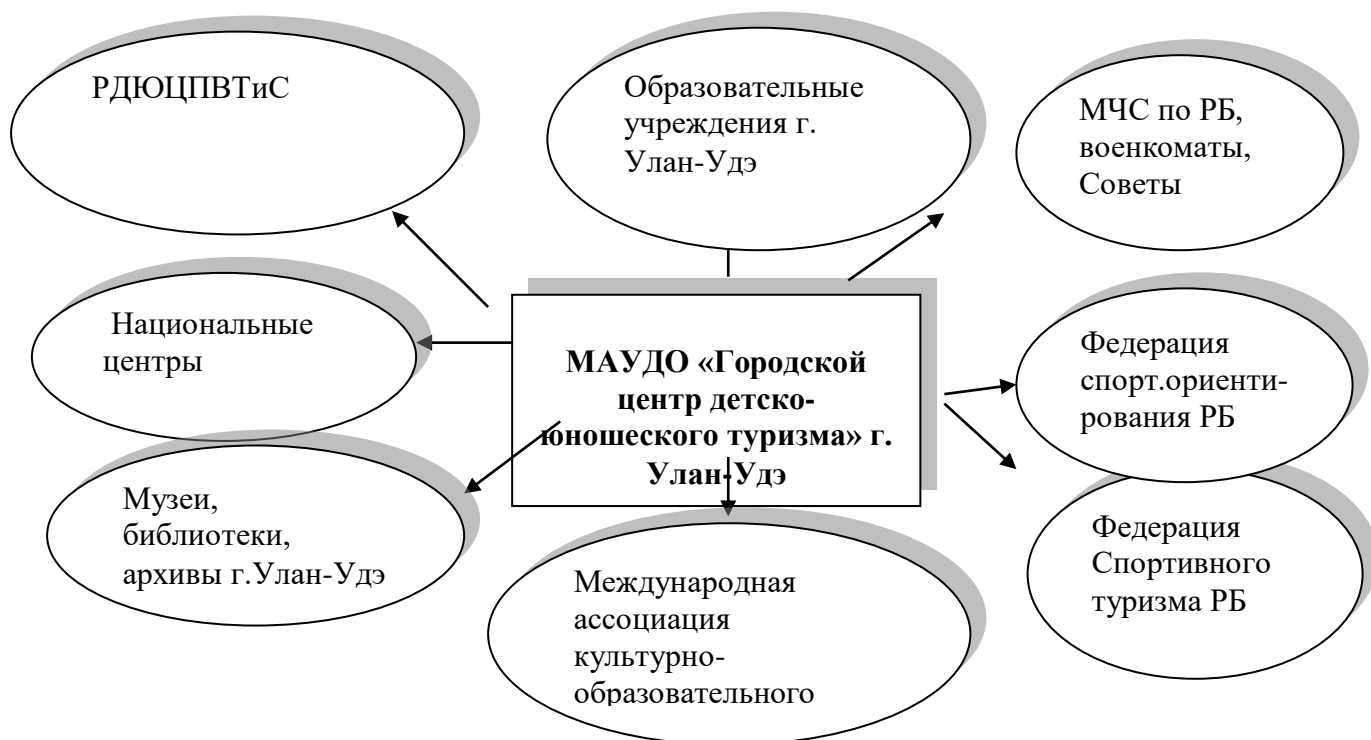 РДЮЦПВТиС
Образовательные
учреждения г.
Улан-Удэ
МЧС по РБ,
военкоматы,
Советы
Национальные
центры
МАУДО «Городской
центр детско-
юношеского туризма» г.
Улан-Удэ
Федерация
спорт.ориенти-
рования РБ
Музеи,
библиотеки,
архивы г.Улан-Удэ
Международная
ассоциация
культурно-
образовательного
Федерация
Спортивного
туризма РБ